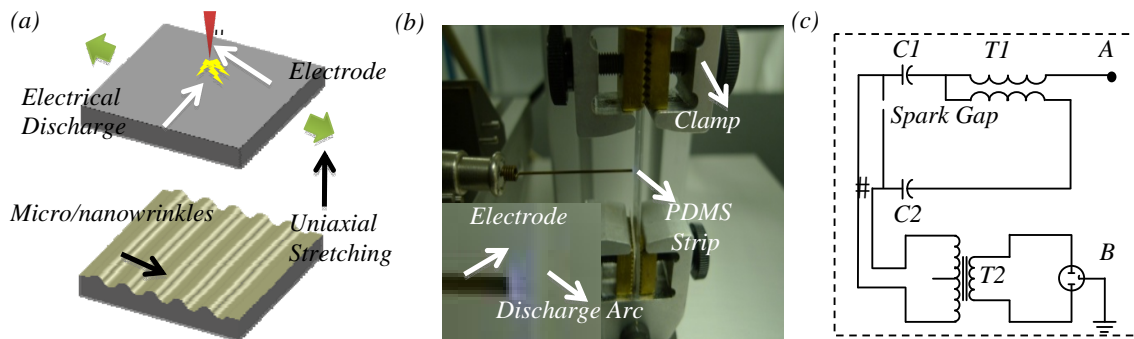 (a)
Electrode
Electrical
Discharge
Micro/nanowrinkles
Uniaxial
Stretching
(b)
Clamp
PDMS
Strip
Electrode
Discharge Arc
(c)
C1
T1
A
Spark Gap
#
C2
T2
B